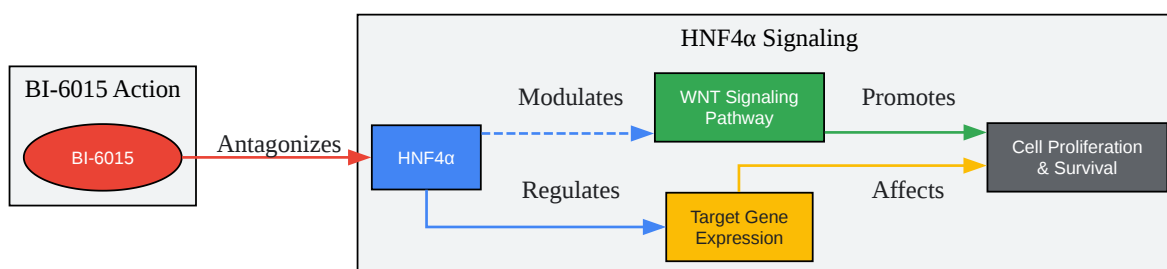 HNF4α Signaling
BI-6015 Action
BI-6015
Antagonizes
HNF4α
Modulates
WNT Signaling
Pathway
Promotes
Regulates
Target Gene
Expression
Affects
Cell Proliferation
& Survival